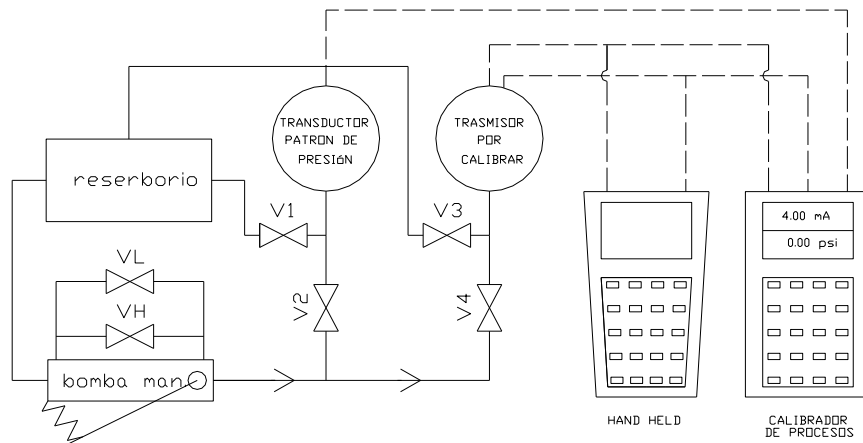 TRANSDUCTOR
PATRON DE
PRESIóN
TRASMISOR
POR
CALIBRAR
reserborio
V1
V3
VL
VH
V2
V4
bomba man
4.00 mA
0.00 psi
HAND HELD
CALIBRADOR
DE PROCESOS